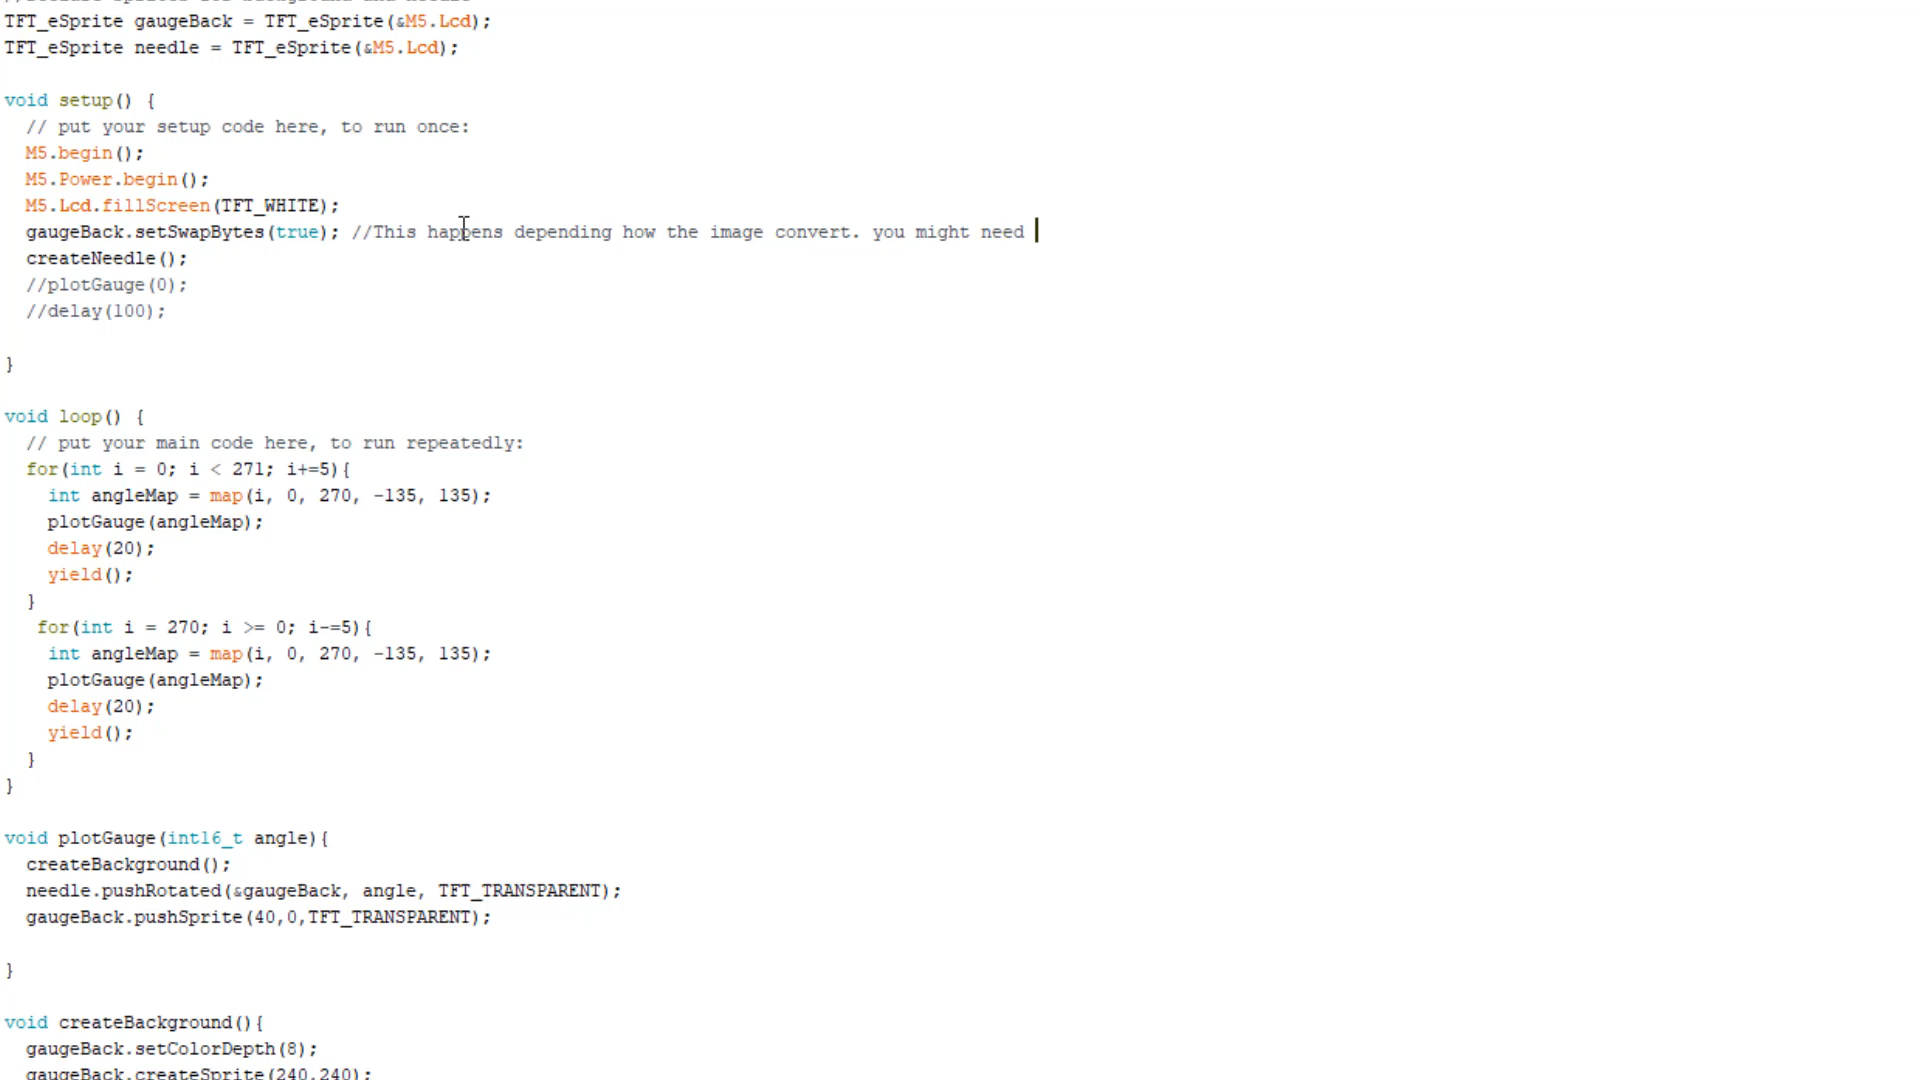 TFT_eSprite gaugeBack = TFT_eSprite(&M5.Lcd);
TFT_eSprite needle = TFT_eSprite(&M5.Lcd);
void setup() {
// put your setup code here, to run once:
M5.begin();
M5.Power.begin();
M5.Lcd.fillScreen(TFT_WHITE);
gaugeBack.setSwapBytes(true); //This happens depending how the image convert. you might need
createNeedle();
//plotGauge(0);
//delay(100);
}
void loop() {
// put your main code here, to run repeatedly:
for(int i = 0; i < 271; i+=5){
int angleMap = map(i, 0, 270, -135, 135);
plotGauge(angleMap);
delay(20);
yield();
}
for(int i = 270; i >= 0; i-=5){
int angleMap = map(i, 0, 270, -135, 135);
plotGauge(angleMap);
delay(20);
yield();
}
}
void plotGauge(int16_t angle){
createBackground();
needle.pushRotated(&gaugeBack, angle, TFT_TRANSPARENT);
gaugeBack.pushSprite(40,0,TFT_TRANSPARENT);
}
void createBackground(){
gaugeBack.setColorDepth(8);
gaugeBack.createSprite(240,240);